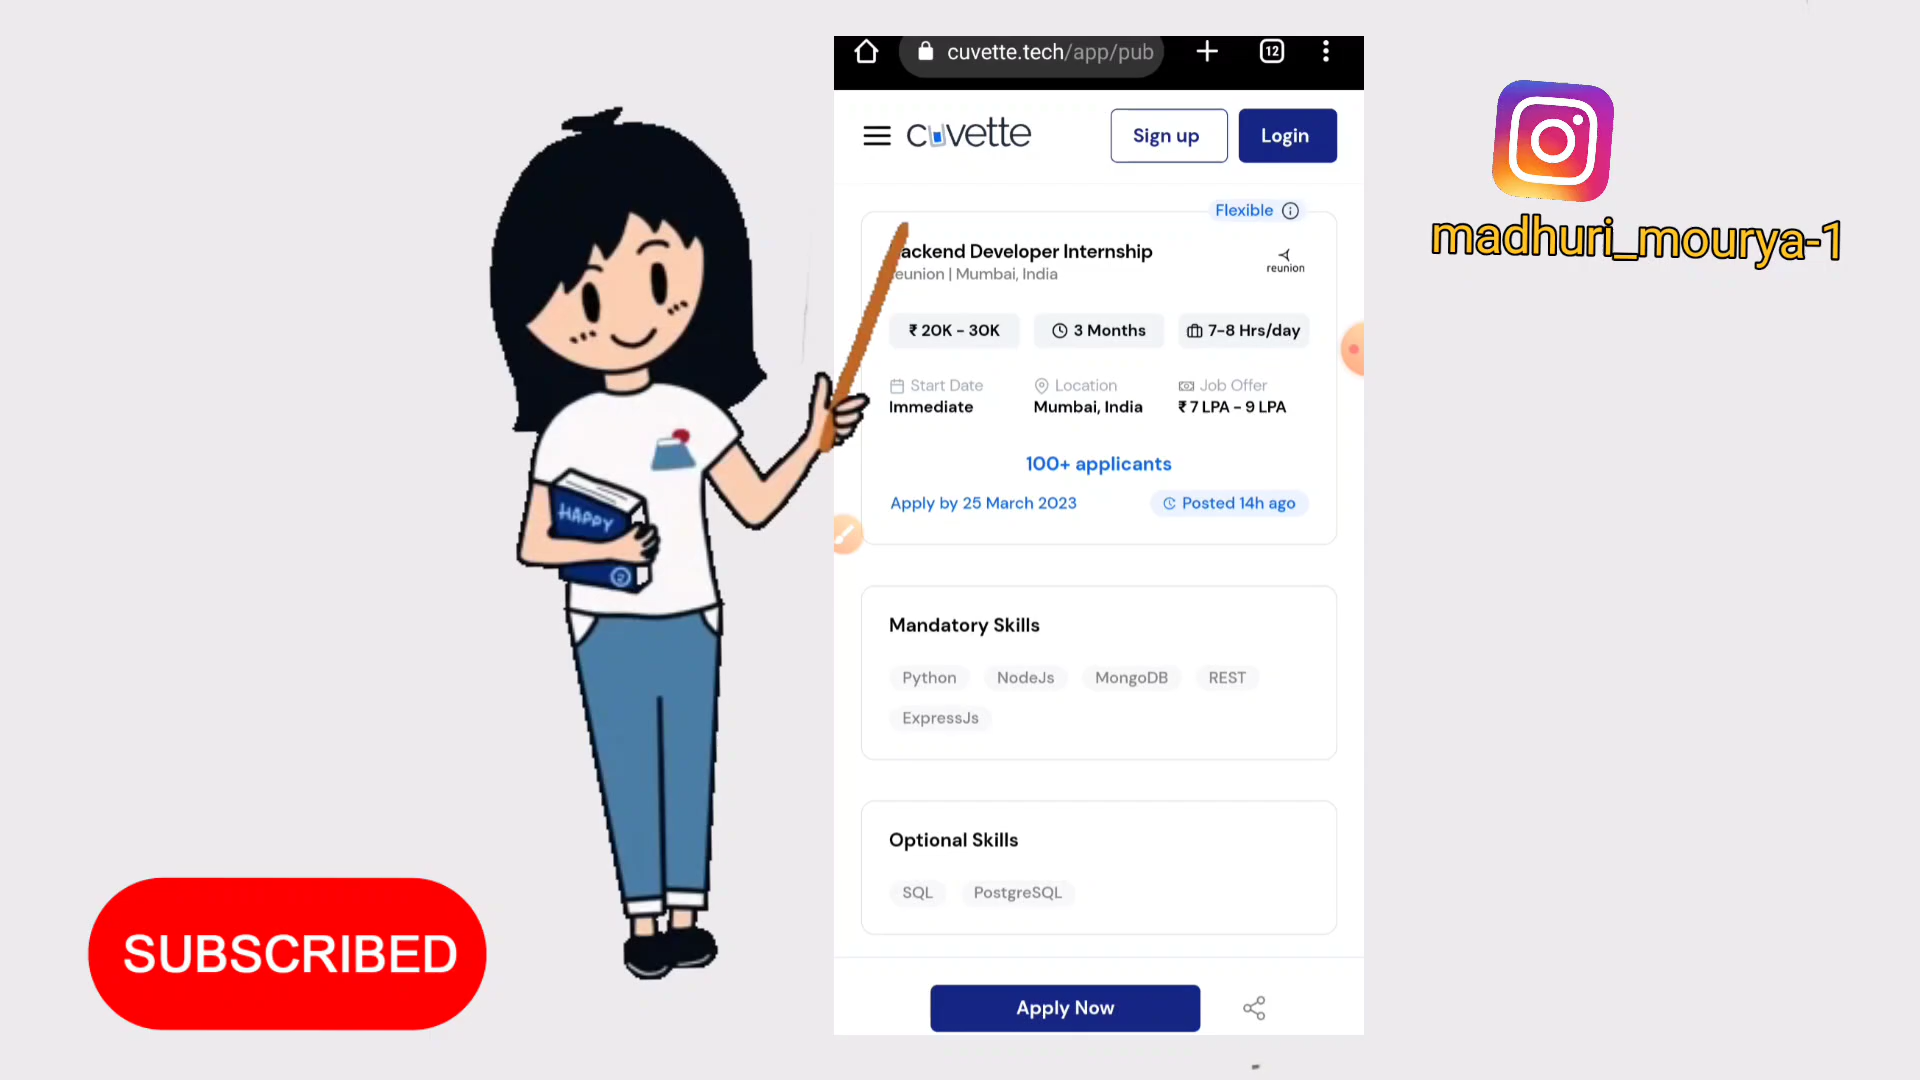 12
cuvette.tech/app/pub
cuvette
Sign up
Login
Flexible
ackend Developer Internship
eunion | Mumbai, India
reunion
₹ 20K - 30K
3 Months
7-8 Hrs/day
Start Date
Location
Job Offer
Immediate
Mumbai, India
₹ 7 LPA - 9 LPA
100+ applicants
Apply by 25 March 2023
Posted 14h ago
Mandatory Skills
Python
NodeJs
MongoDB
REST
ExpressJs
Optional Skills
SQL
PostgreSQL
Apply Now
madhuri_mourya-1
HAPPY
2
SUBSCRIBED